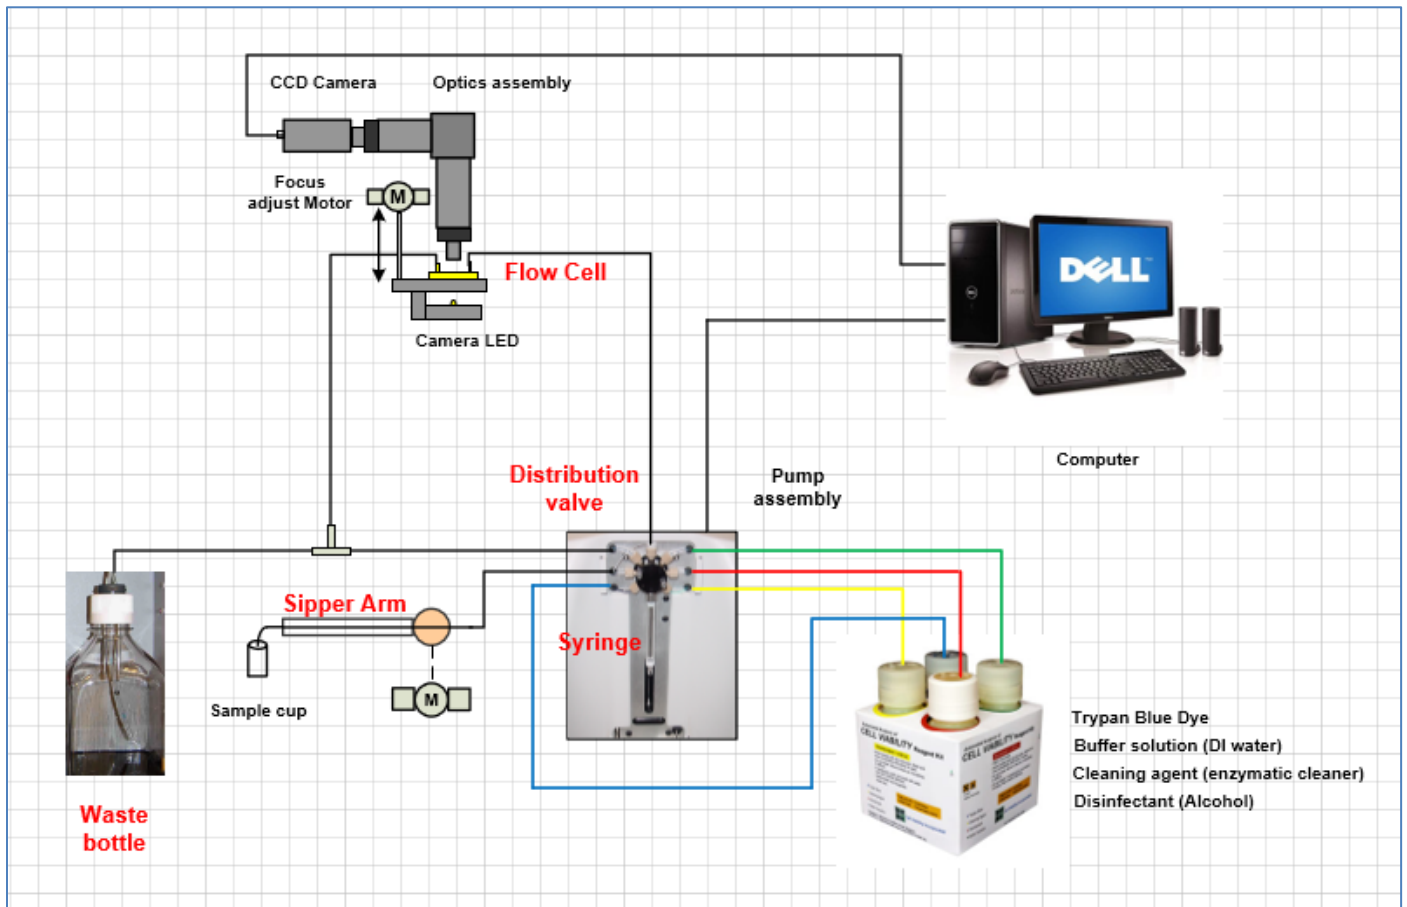 CCD Camera
Optics assembly
Focus
adjust Motor
M
Flow Cell
Camera LED
DELL
Computer
Distribution
valve
Pump
assembly
Sipper Arm
Syringe
M
Sample cup
Waste
bottle
CELL VIABILITY Reagent Kit
CELL VIABILITY
Trypan Blue Dye
Buffer solution (DI water)
Cleaning agent (enzymatic cleaner)
Disinfectant (Alcohol)